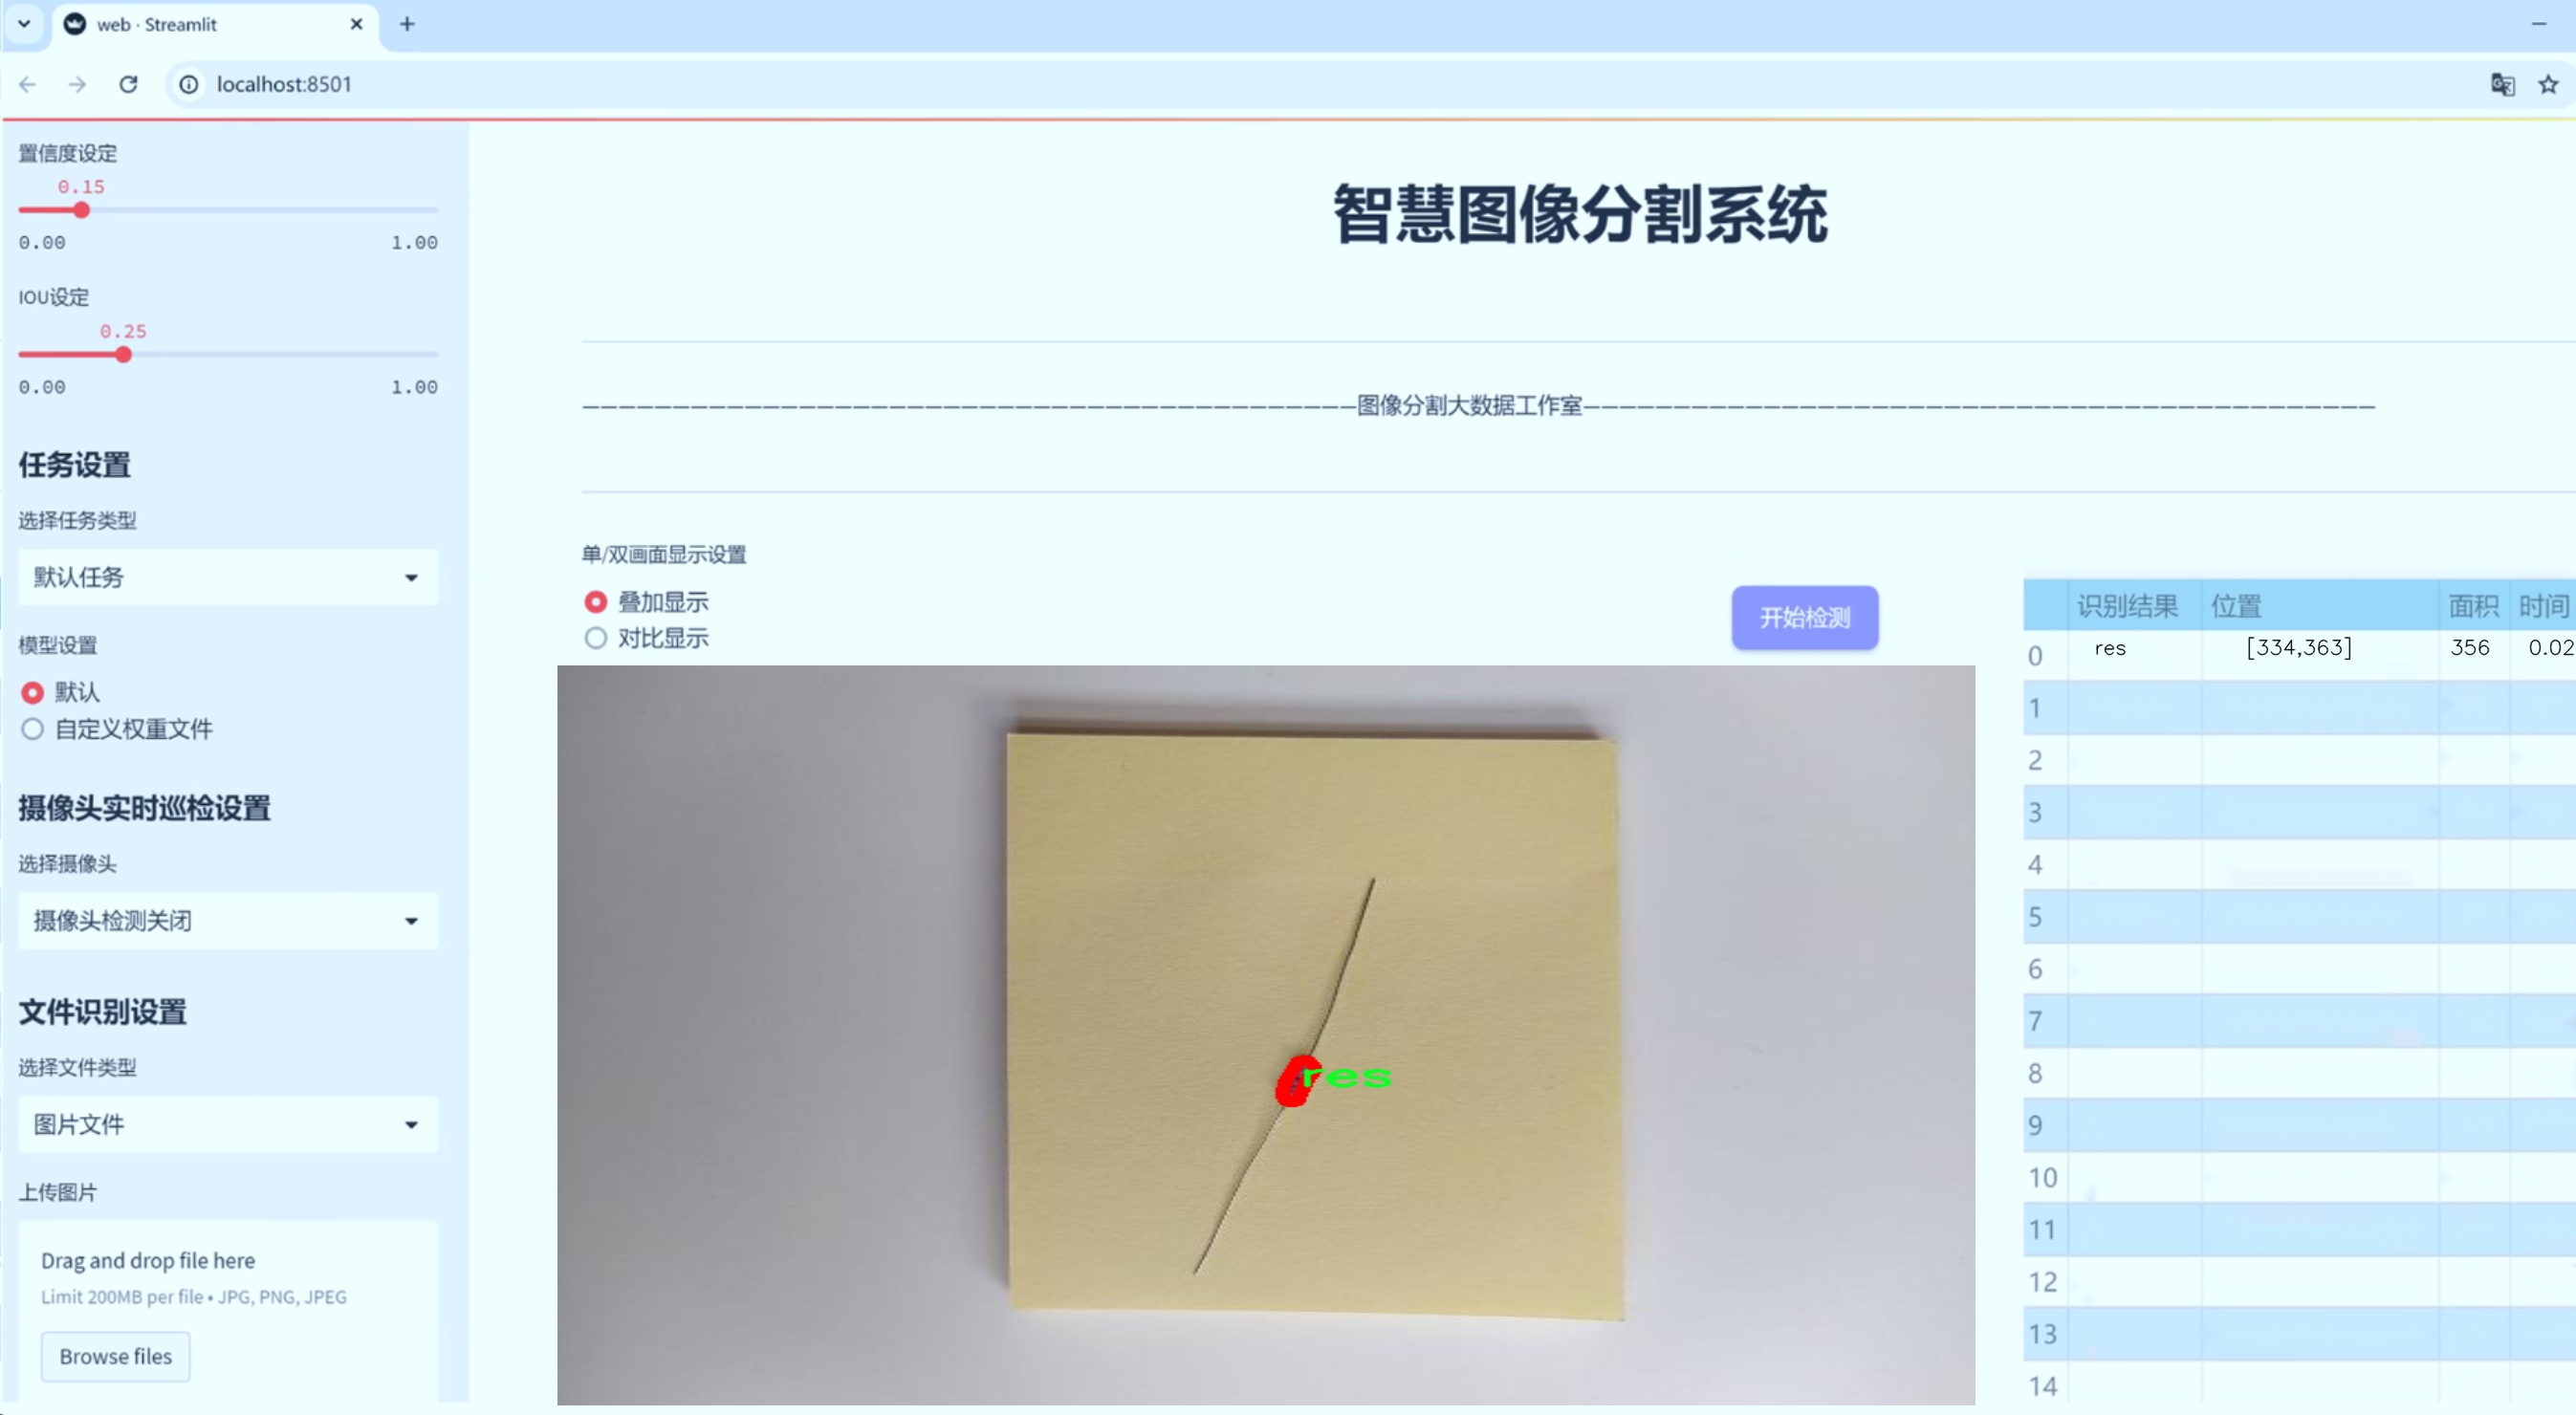 web · Streamlit
localhost:8501
置信度设定
0.15
0.00 1.00
IOU设定
0.25
0.00 1.00
任务设置
选择任务类型
默认任务
模型设置
默认
自定义权重文件
摄像头实时巡检设置
选择摄像头
摄像头检测关闭
文件识别设置
选择文件类型
图片文件
上传图片
Drag and drop file here
Limit 200MB per file • JPG, PNG, JPEG
Browse files
智慧图像分割系统
———————————————————————————————————————————图像分割大数据工作室————————————————————————————————————————————
单/双画面显示设置
叠加显示
对比显示
开始检测
res
识别结果 位置 面积 时间
0 res [334,363] 356 0.02
1
2
3
4
5
6
7
8
9
10
11
12
13
14